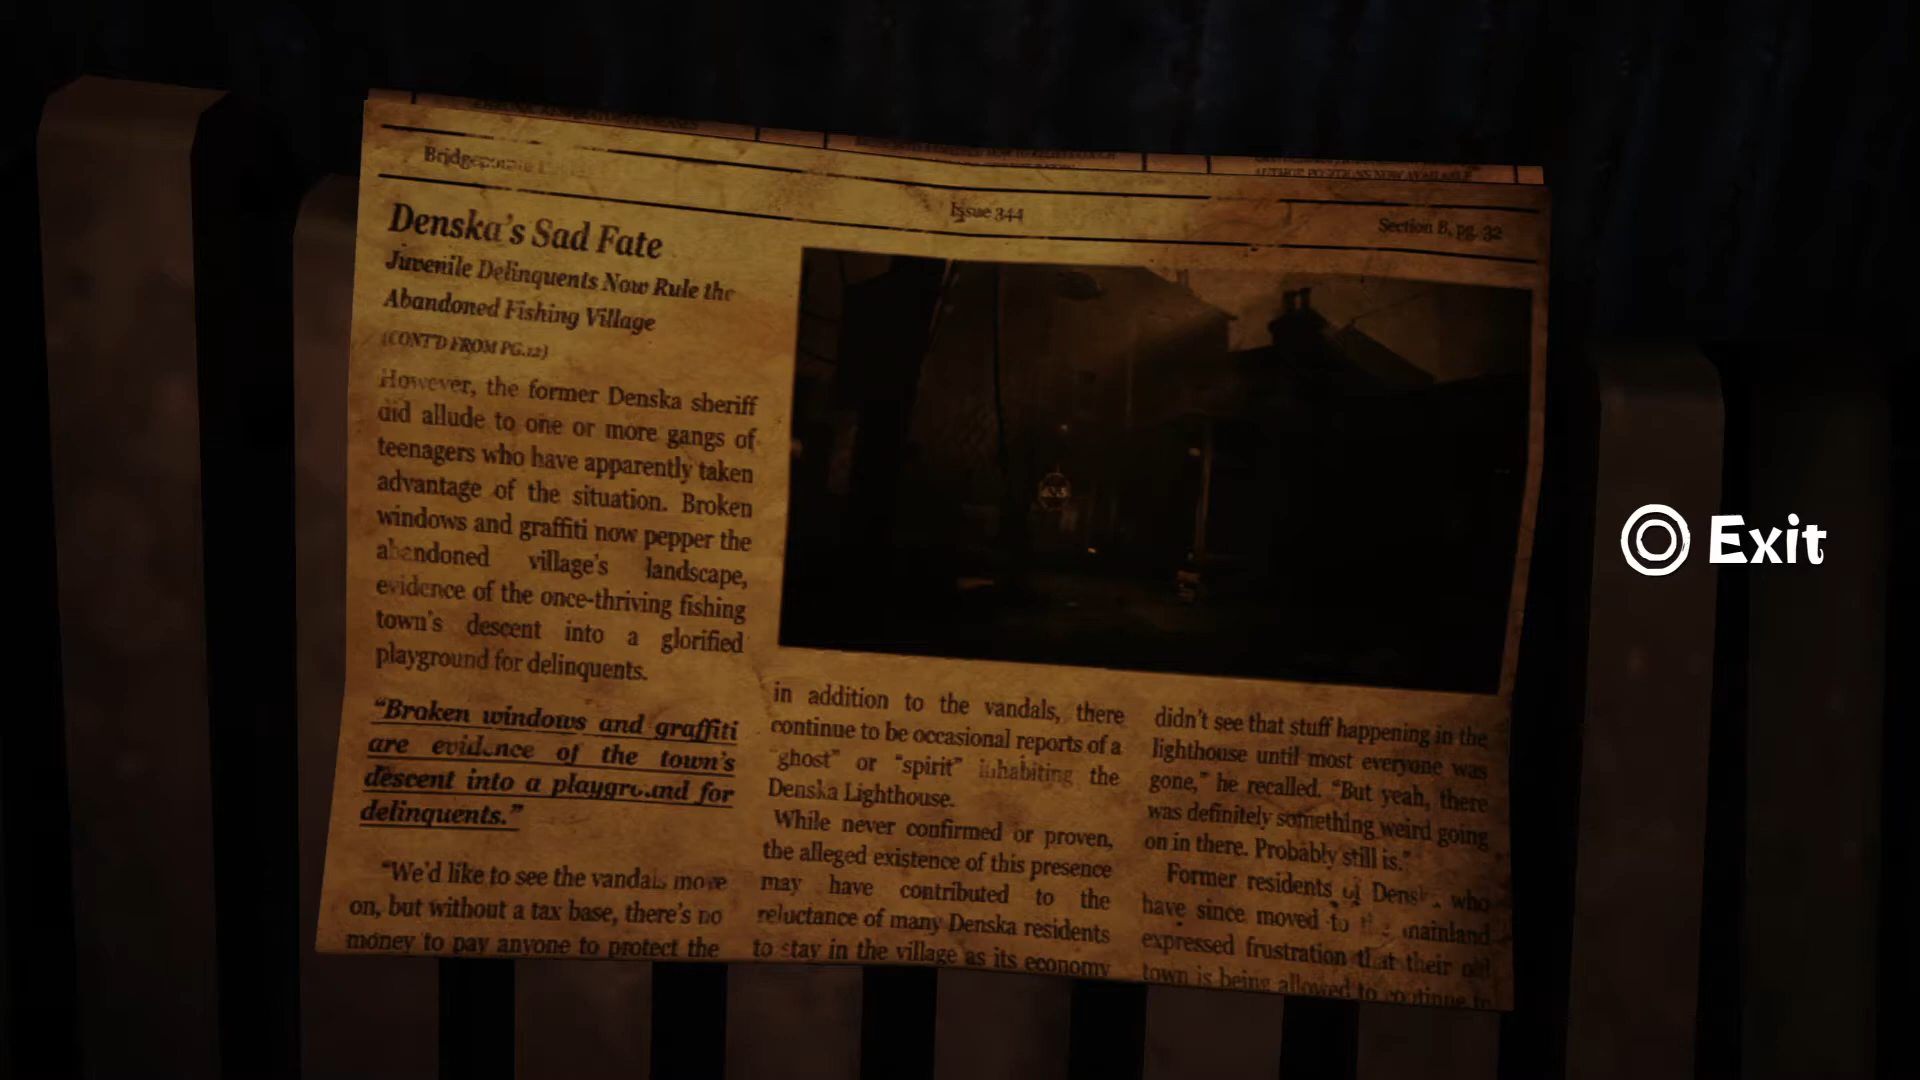 Issue 344
Section B, pg. 32
Denska's Sad Fate
Juvenile Delinquents Now Rule the
Abandoned Fishing Village
(CONT'D FROM PG.12)
However, the former Denska sheriff
did allude to one or more gangs of
teenagers who have apparently taken
advantage of the situation. Broken
windows and graffiti now pepper the
abandoned village's landscape,
evidence of the once-thriving fishing
town's descent into a glorified
playground for delinquents.
"Broken windows and graffiti
are evidence of the town's
descent into a playground for
delinquents."
"We'd like to see the vandals move
on, but without a tax base, there's no
money to pay anyone to protect the
in addition to the vandals, there
continue to be occasional reports of a
"ghost" or "spirit" inhabiting the
Denska Lighthouse.
While never confirmed or proven,
the alleged existence of this presence
may have contributed to the
reluctance of many Denska residents
to stay in the village as its economy
didn't see that stuff happening in the
lighthouse until most everyone was
gone," he recalled. "But yeah, there
was definitely something weird going
on in there. Probably still is."
Former residents of Denska who
have since moved to the mainland
expressed frustration that their old
town is being allowed to continue to
Exit